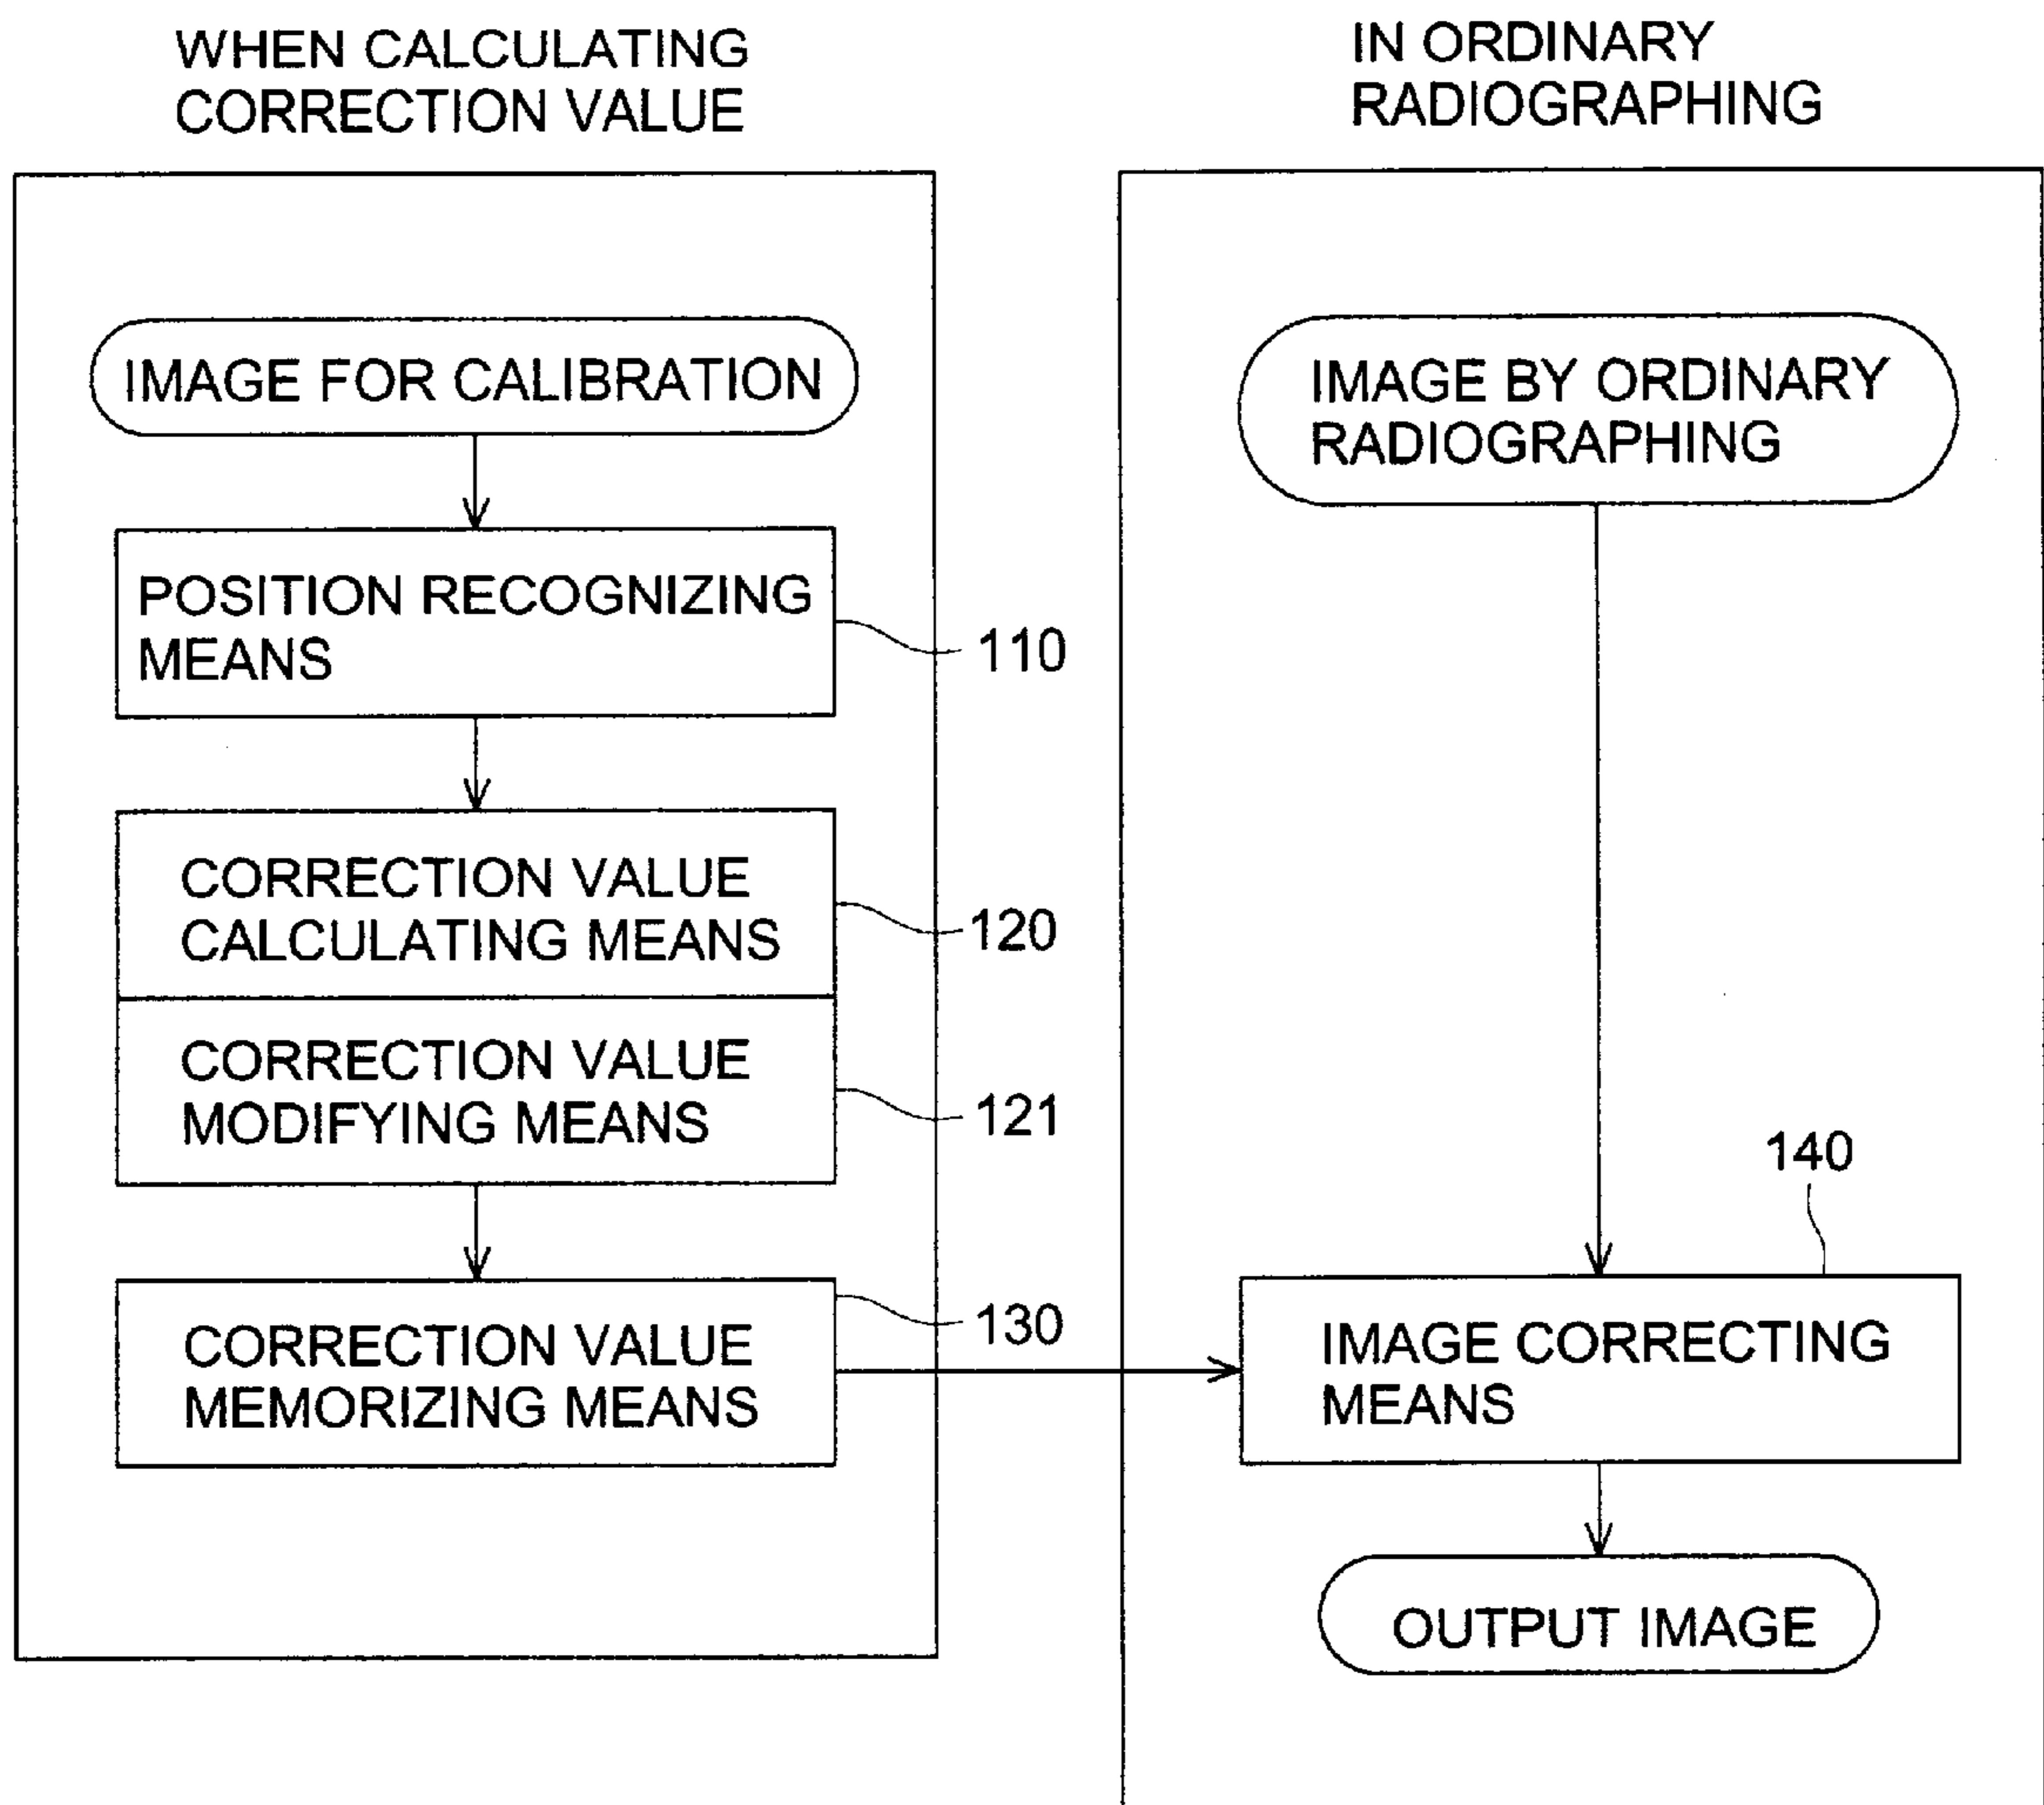 WHEN CALCULATING
CORRECTION VALUE
IMAGE FOR CALIBRATION
POSITION RECOGNIZING
MEANS
110
CORRECTION VALUE
CALCULATING MEANS
120
CORRECTION VALUE
MODIFYING MEANS
121
CORRECTION VALUE
MEMORIZING MEANS
130
IN ORDINARY
RADIOGRAPHING
IMAGE BY ORDINARY
RADIOGRAPHING
140
IMAGE CORRECTING
MEANS
OUTPUT IMAGE